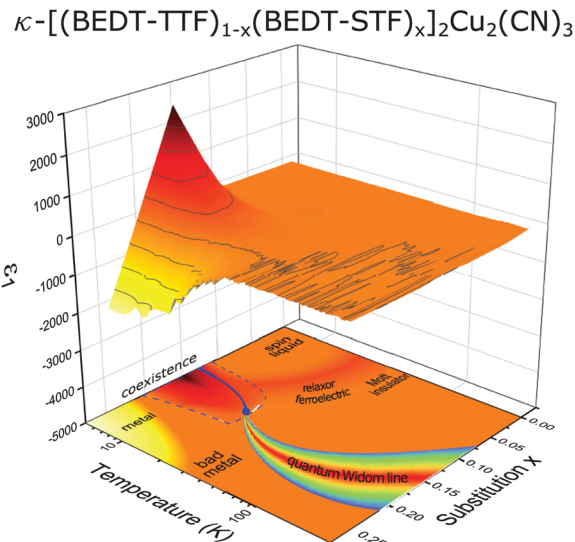 κ-[(BEDT-TTF)₁₋ₓ(BEDT-STF)ₓ]₂Cu₂(CN)₃
3000
2000
1000
0
-1000
-2000
-3000
-4000
-5000
ε₁
coexistence
spin
liquid
relaxor
ferroelectric
Mott
insulator
metal
bad
metal
quantum Widom line
10
100
Temperature (K)
0.00
0.05
0.10
0.15
0.20
0.25
Substitution x